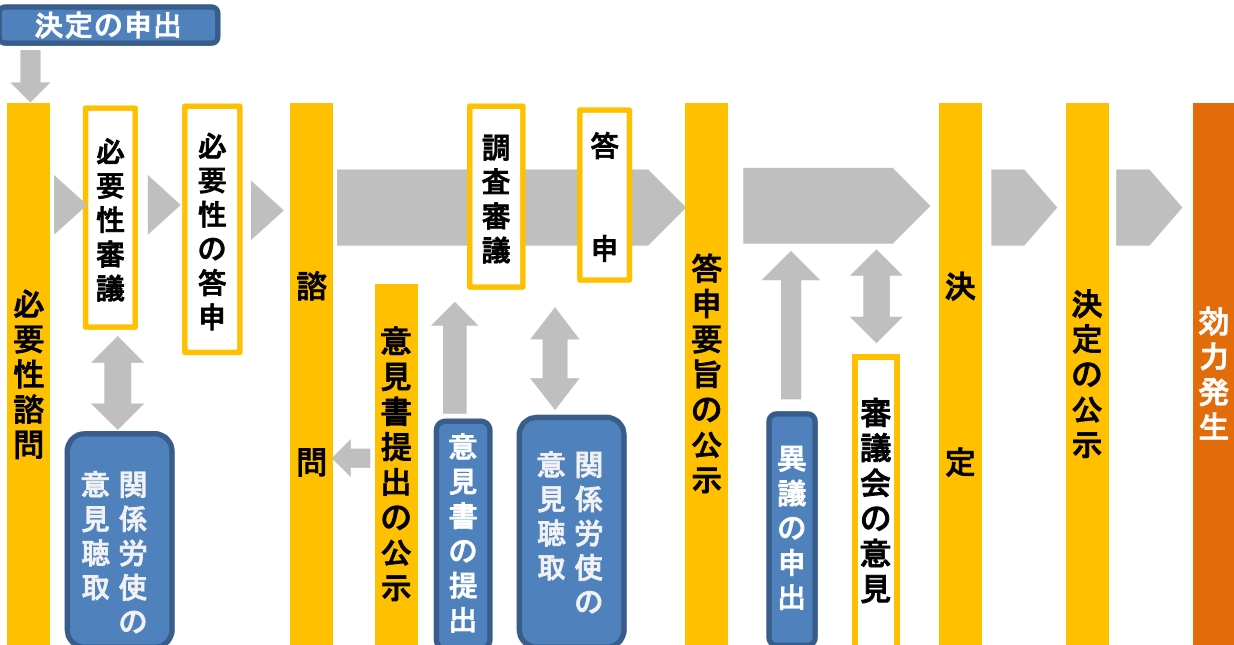 決定の申出
必要性諮問
必要性審議
関係労使の
意見聴取
必要性の答申
諮問
意見書提出の公示
意見書の提出
調査審議
関係労使の
意見聴取
答申
答申要旨の公示
異議の申出
審議会の意見
決定
決定の公示
効力発生